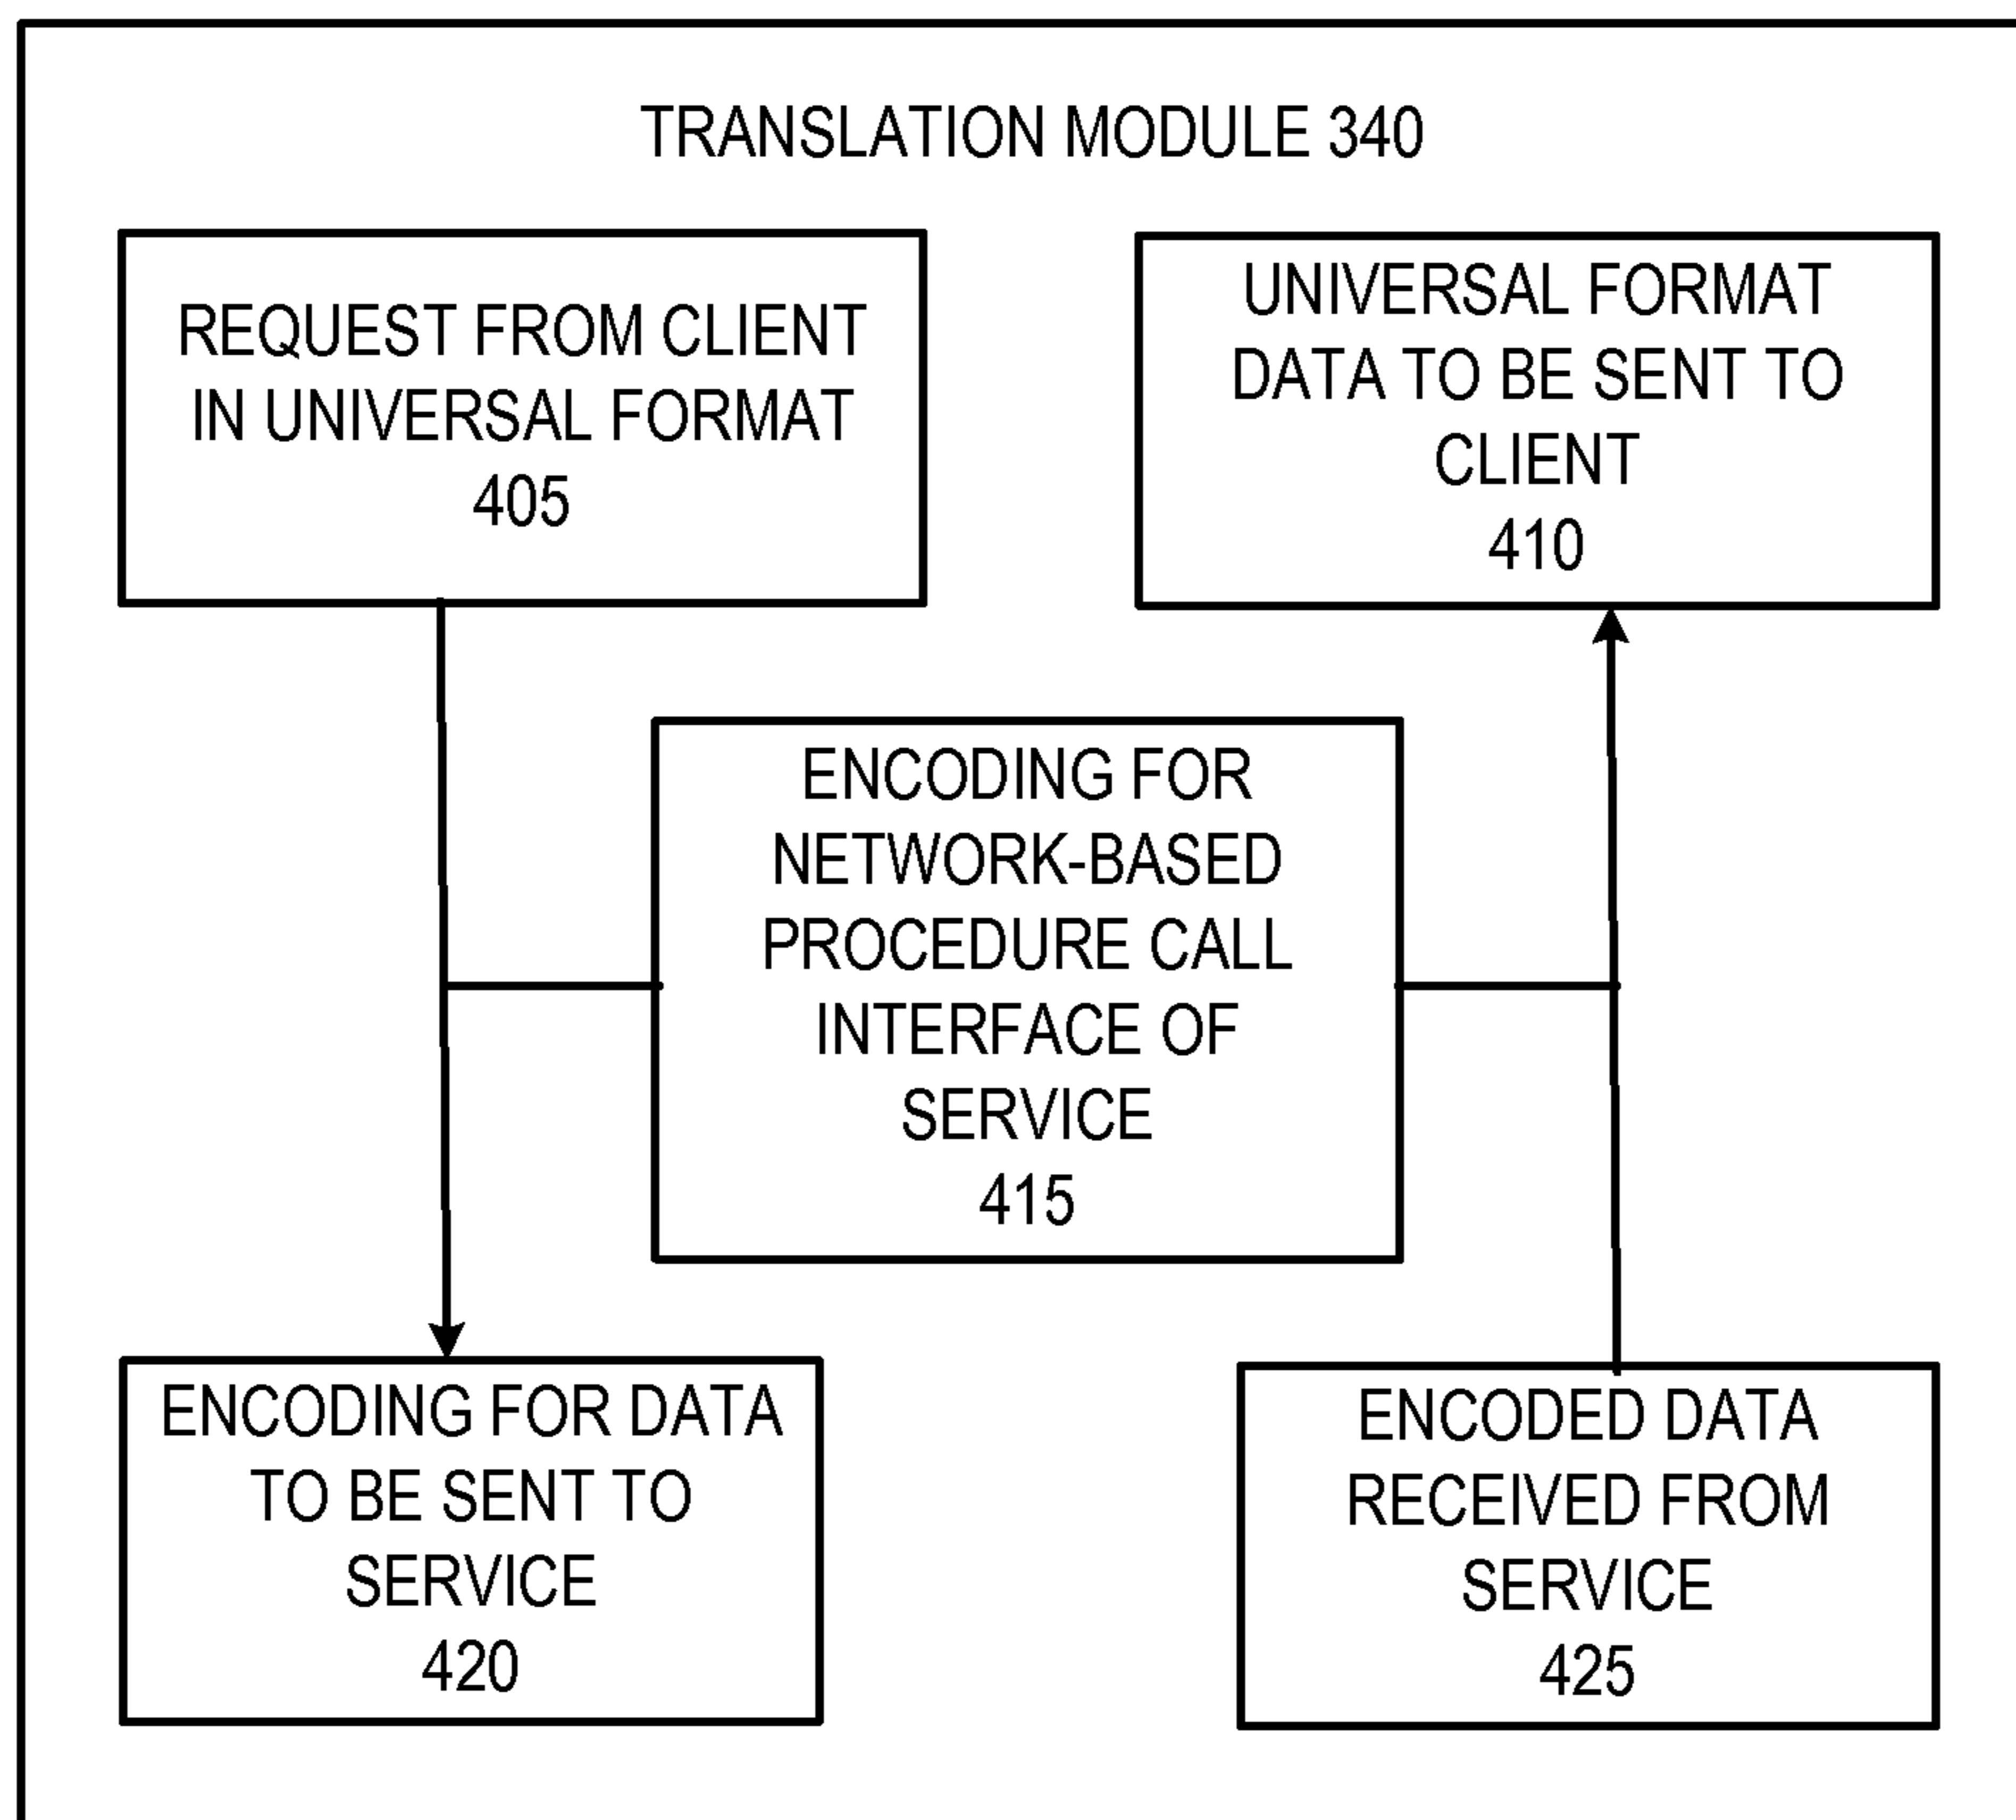 TRANSLATION MODULE 340
REQUEST FROM CLIENT
IN UNIVERSAL FORMAT
405
UNIVERSAL FORMAT
DATA TO BE SENT TO
CLIENT
410
ENCODING FOR
NETWORK-BASED
PROCEDURE CALL
INTERFACE OF
SERVICE
415
ENCODING FOR DATA
TO BE SENT TO
SERVICE
420
ENCODED DATA
RECEIVED FROM
SERVICE
425